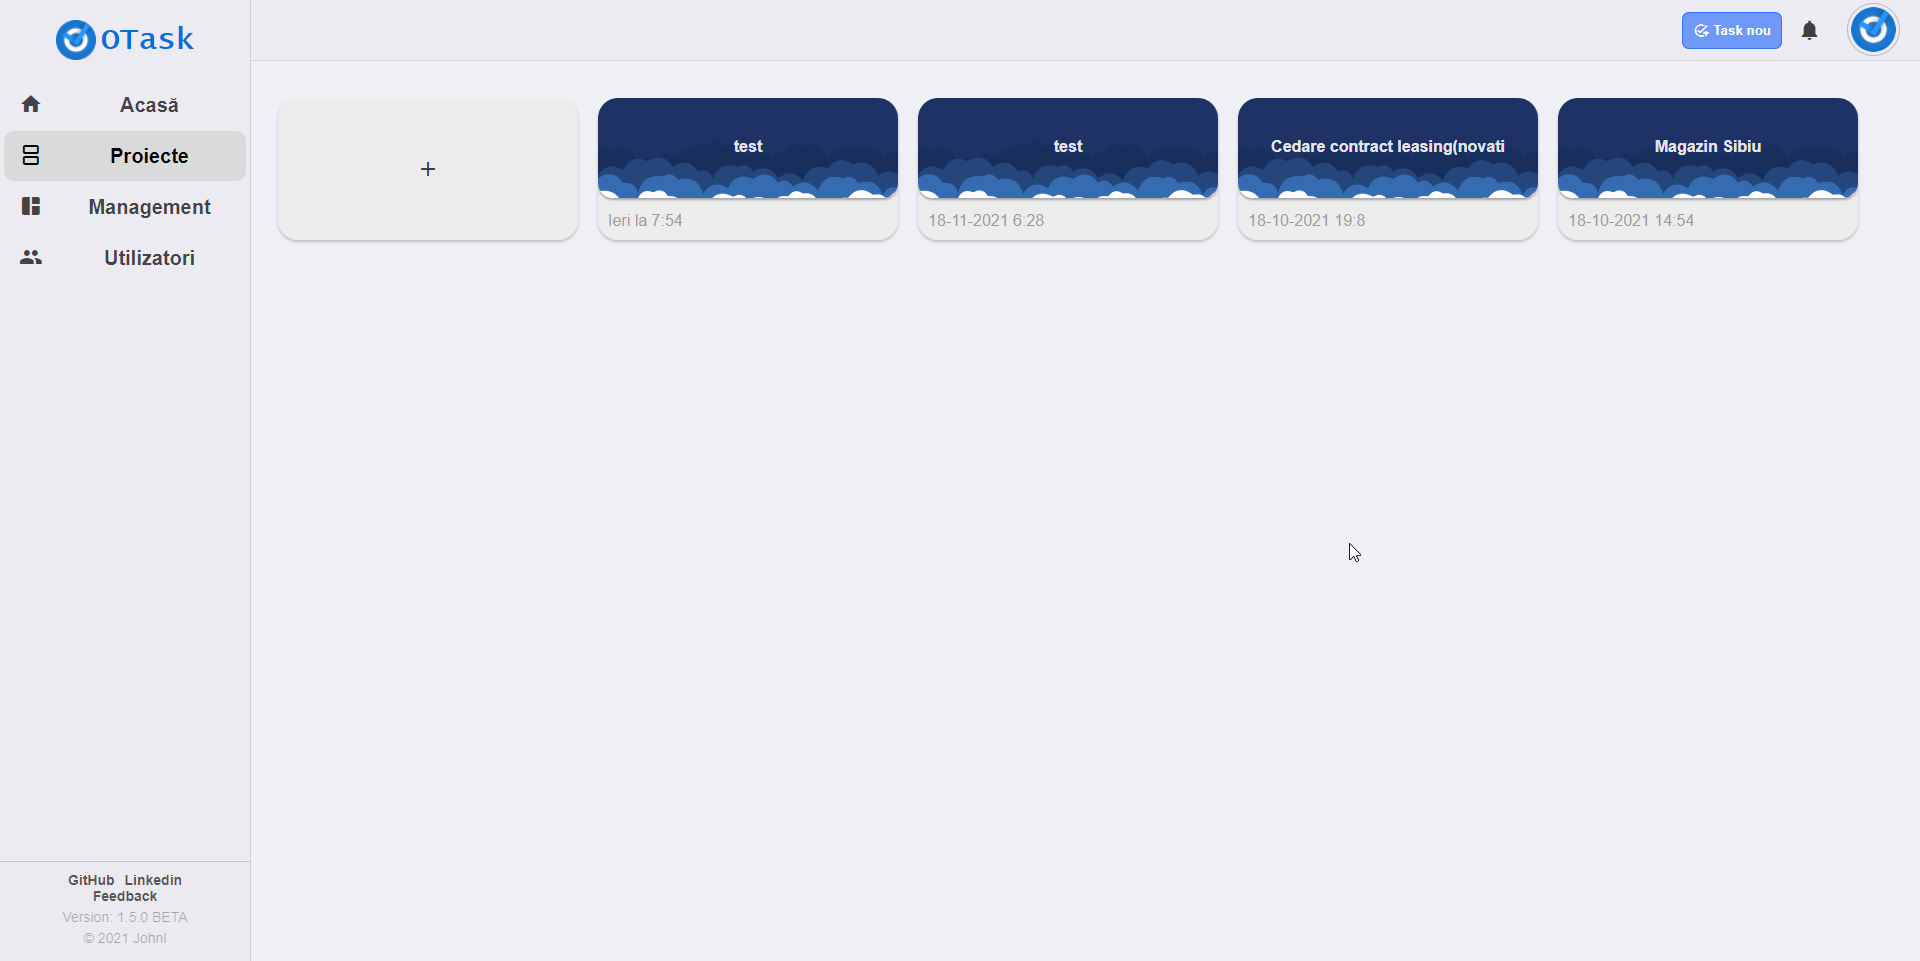 OTask
Task nou
Acasă
Proiecte
Management
Utilizatori
+
test
Ieri la 7:54
test
18-11-2021 6:28
Cedare contract leasing(novati
18-10-2021 19:8
Magazin Sibiu
18-10-2021 14:54
GitHub Linkedin
Feedback
Version: 1.5.0 BETA
© 2021 JohnI